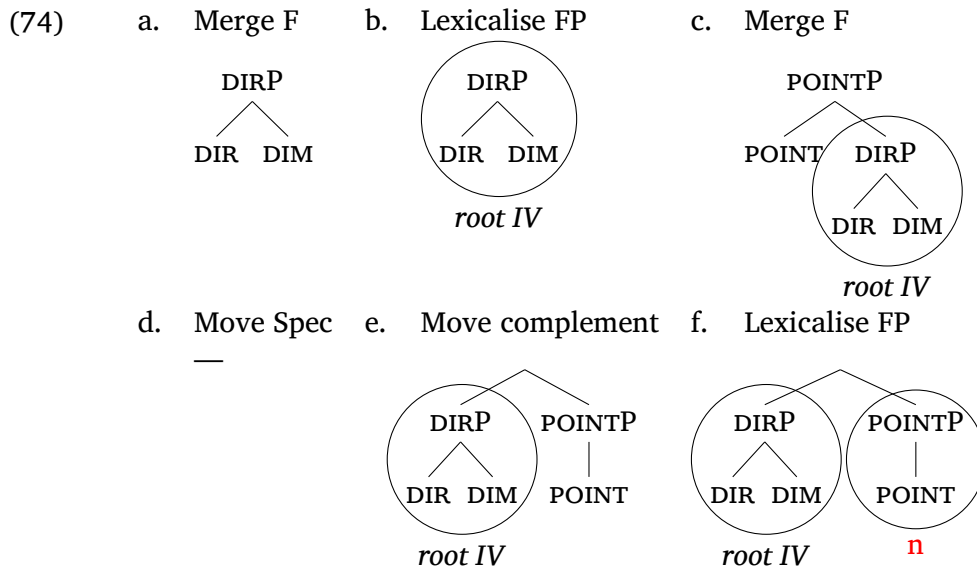 (74) a. Merge F b. Lexicalise FP c. Merge F
DIRP DIRP POINTP
DIR DIM DIR DIM POINT DIRP
root IV DIR DIM
root IV
d. Move Spec e. Move complement f. Lexicalise FP
—
DIRP POINTP DIRP POINTP
DIR DIM POINT DIR DIM POINT
root IV root IV n